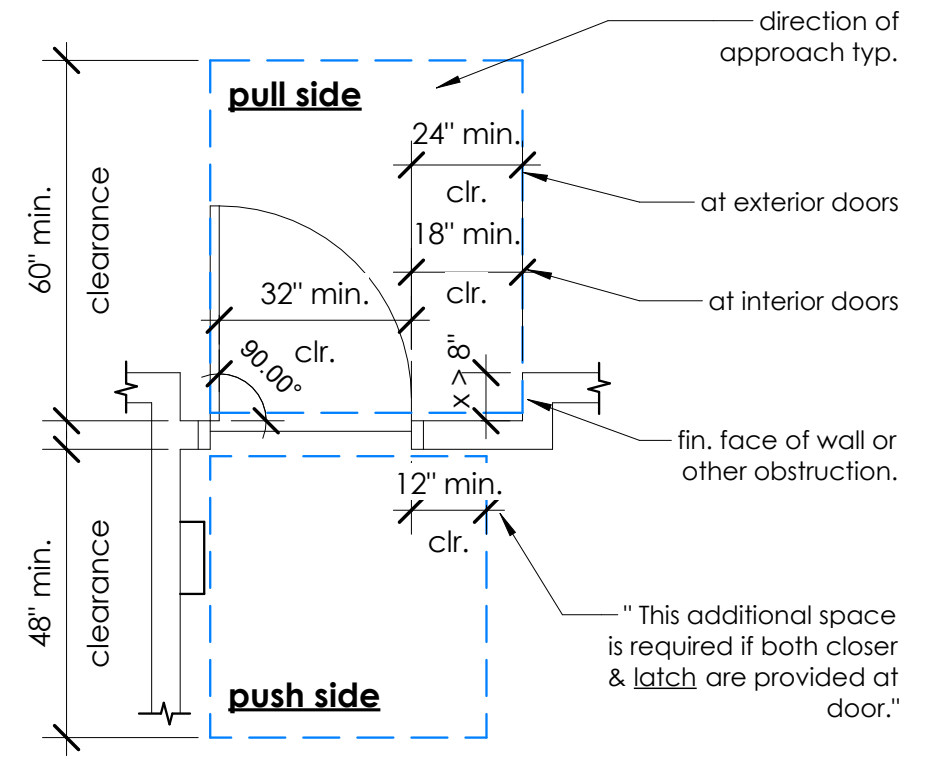 direction of
approach typ.
pull side
24" min.
clr.
at exterior doors
18" min.
clr.
at interior doors
60" min.
clearance
32" min.
clr.
90.00°
x > 8"
fin. face of wall or
other obstruction.
12" min.
clr.
48" min.
clearance
" This additional space
is required if both closer
& latch are provided at
door."
push side